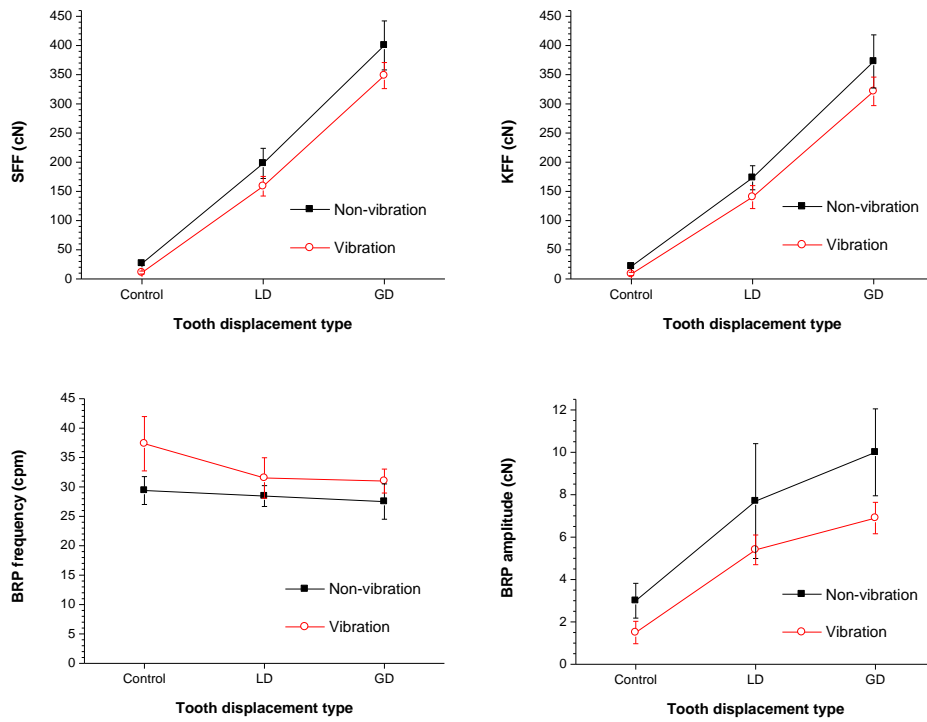 SFF (cN)
450
400
350
300
250
200
150
100
50
0
Non-vibration
Vibration
Control LD GD
Tooth displacement type
KFF (cN)
450
400
350
300
250
200
150
100
50
0
Non-vibration
Vibration
Control LD GD
Tooth displacement type
BRP frequency (cpm)
45
40
35
30
25
20
15
10
5
0
Non-vibration
Vibration
Control LD GD
Tooth displacement type
BRP amplitude (cN)
12
10
8
6
4
2
0
Non-vibration
Vibration
Control LD GD
Tooth displacement type